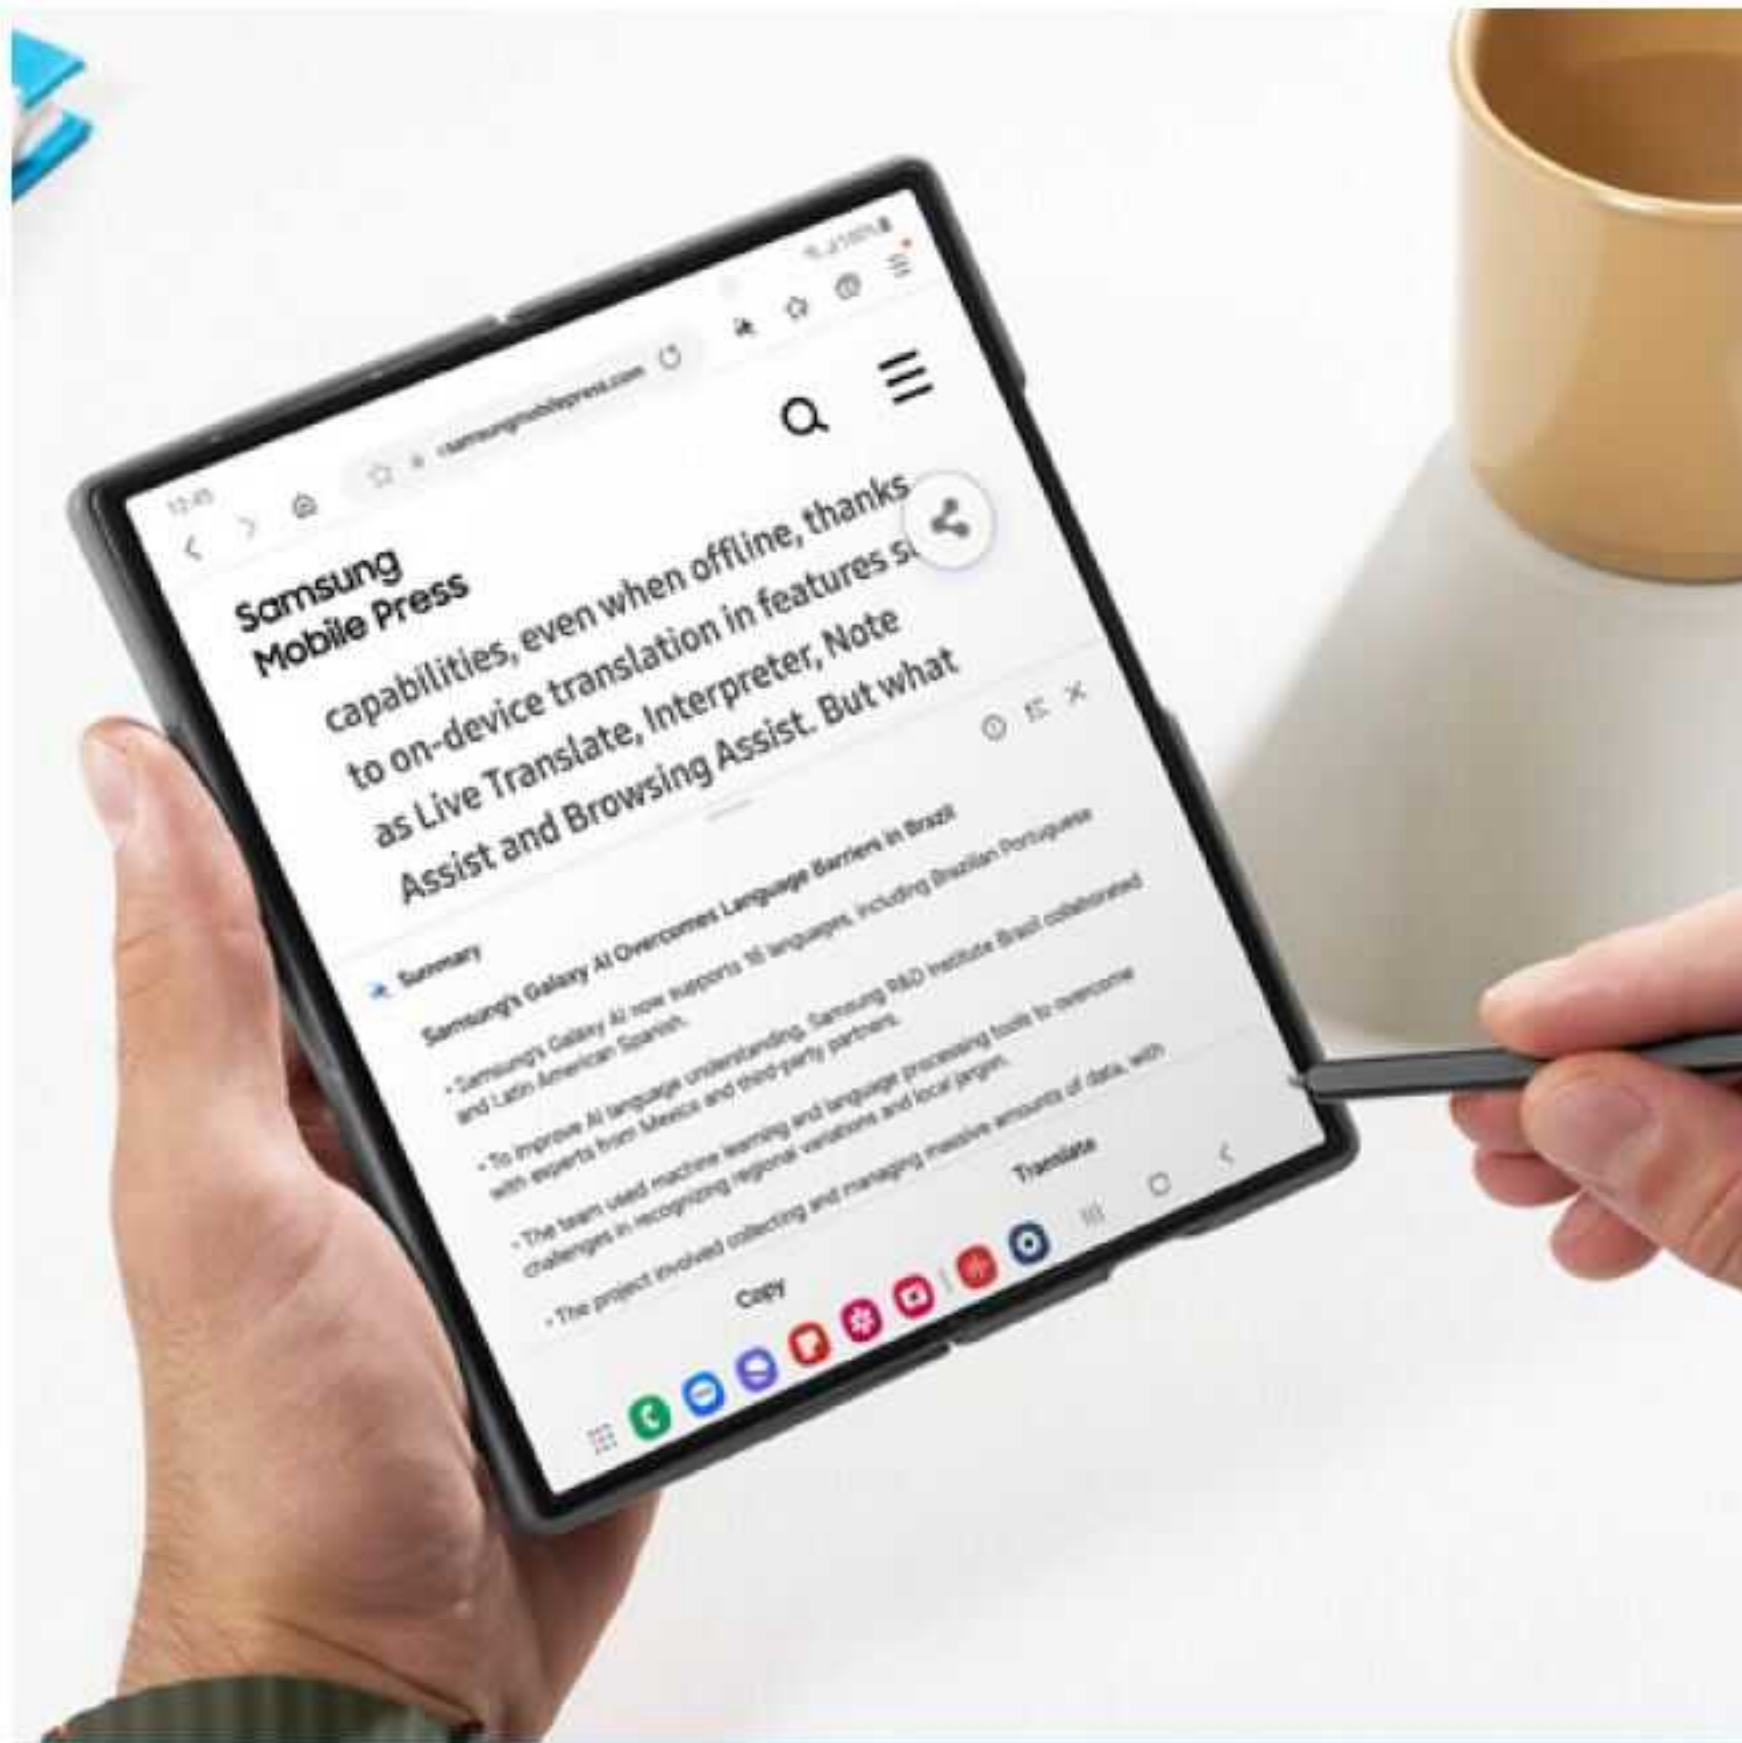 12:45
samsungmobilepress.com
100%
Samsung
Mobile Press
capabilities, even when offline, thanks
to on-device translation in features s
as Live Translate, Interpreter, Note
Assist and Browsing Assist. But what
Summary
Samsung's Galaxy AI Overcomes Language Barriers in Brazil
• Samsung's Galaxy AI now supports 16 languages, including Brazilian Portuguese
and Latin American Spanish.
• To improve AI language understanding, Samsung R&D Institute Brazil collaborated
with experts from Mexico and third-party partners.
• The team used machine learning and language processing tools to overcome
challenges in recognizing regional variations and local jargon.
• The project involved collecting and managing massive amounts of data, with
Copy
Translate